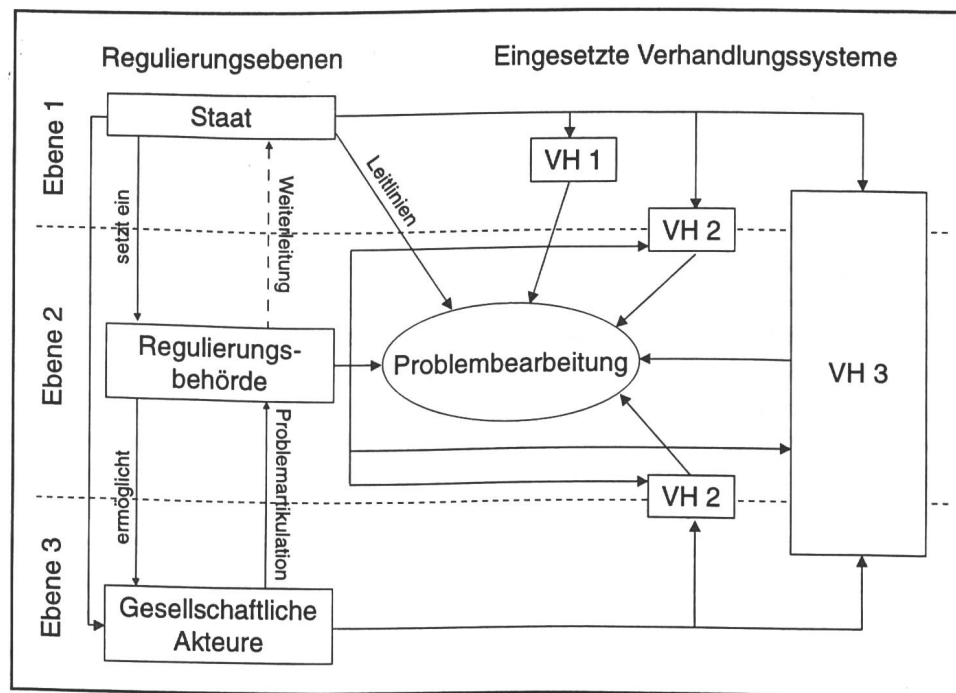 Regulierungsebenen
Eingesetzte Verhandlungssysteme
Ebene 1
Staat
VH 1
Leitlinien
setzt ein
Weiterleitung
VH 2
Ebene 2
Regulierungs-
behörde
Problembearbeitung
VH 3
ermöglicht
Problemartikulation
VH 2
Ebene 3
Gesellschaftliche
Akteure